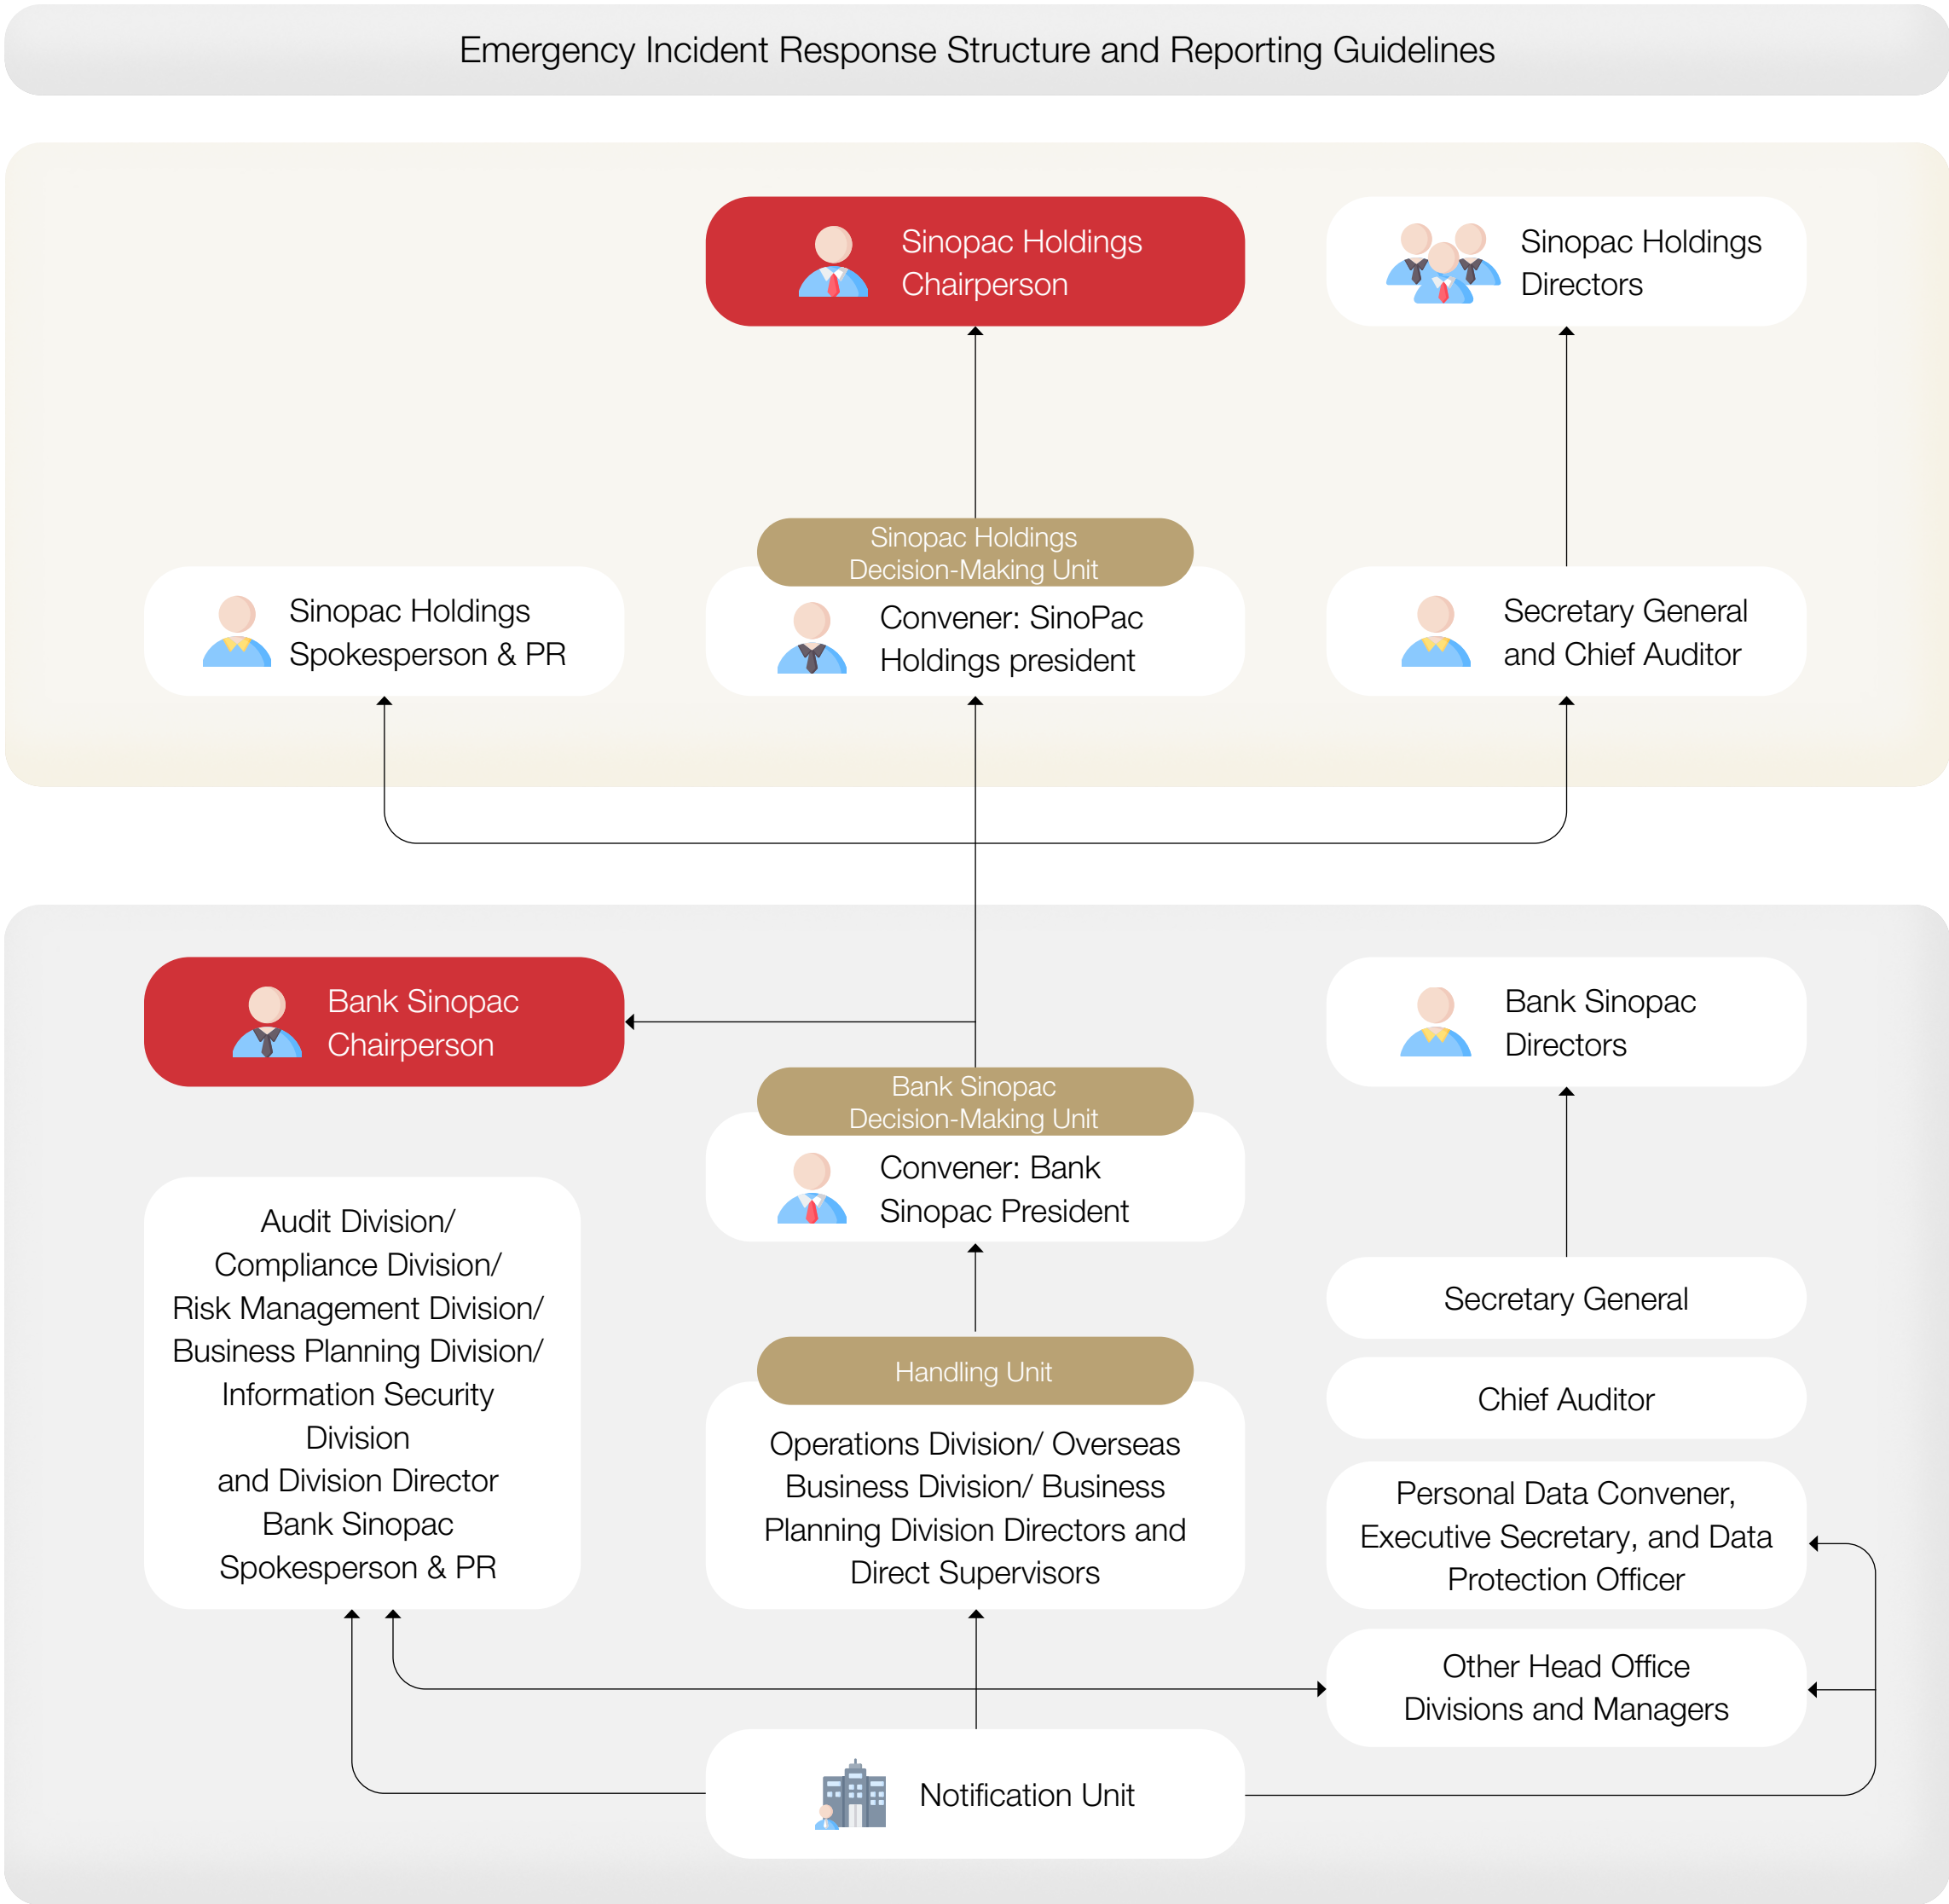 Emergency Incident Response Structure and Reporting Guidelines
Sinopac Holdings
Chairperson
Sinopac Holdings
Directors
Sinopac Holdings
Spokesperson & PR
Sinopac Holdings
Decision-Making Unit
Convener: SinoPac
Holdings president
Secretary General
and Chief Auditor
Bank Sinopac
Chairperson
Bank Sinopac
Directors
Bank Sinopac
Decision-Making Unit
Convener: Bank
Sinopac President
Audit Division/
Compliance Division/
Risk Management Division/
Business Planning Division/
Information Security
Division
and Division Director
Bank Sinopac
Spokesperson & PR
Handling Unit
Operations Division/ Overseas
Business Division/ Business
Planning Division Directors and
Direct Supervisors
Secretary General
Chief Auditor
Personal Data Convener,
Executive Secretary, and Data
Protection Officer
Other Head Office
Divisions and Managers
Notification Unit